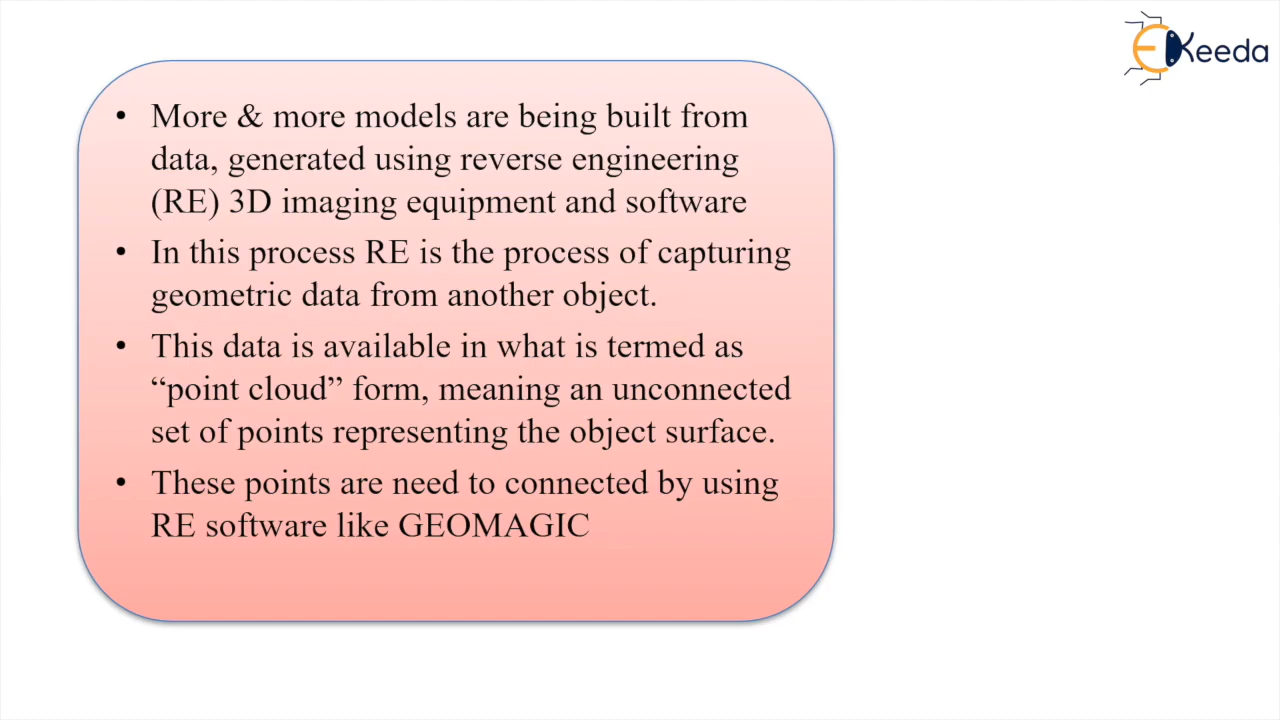 EKeeda
• More & more models are being built from
data, generated using reverse engineering
(RE) 3D imaging equipment and software
• In this process RE is the process of capturing
geometric data from another object.
• This data is available in what is termed as
“point cloud” form, meaning an unconnected
set of points representing the object surface.
• These points are need to connected by using
RE software like GEOMAGIC